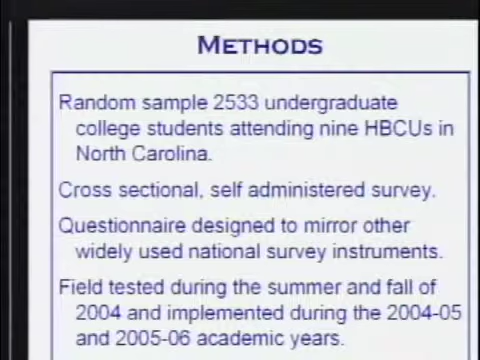 METHODS
Random sample 2533 undergraduate
college students attending nine HBCUs in
North Carolina.
Cross sectional, self administered survey.
Questionnaire designed to mirror other
widely used national survey instruments.
Field tested during the summer and fall of
2004 and implemented during the 2004-05
and 2005-06 academic years.